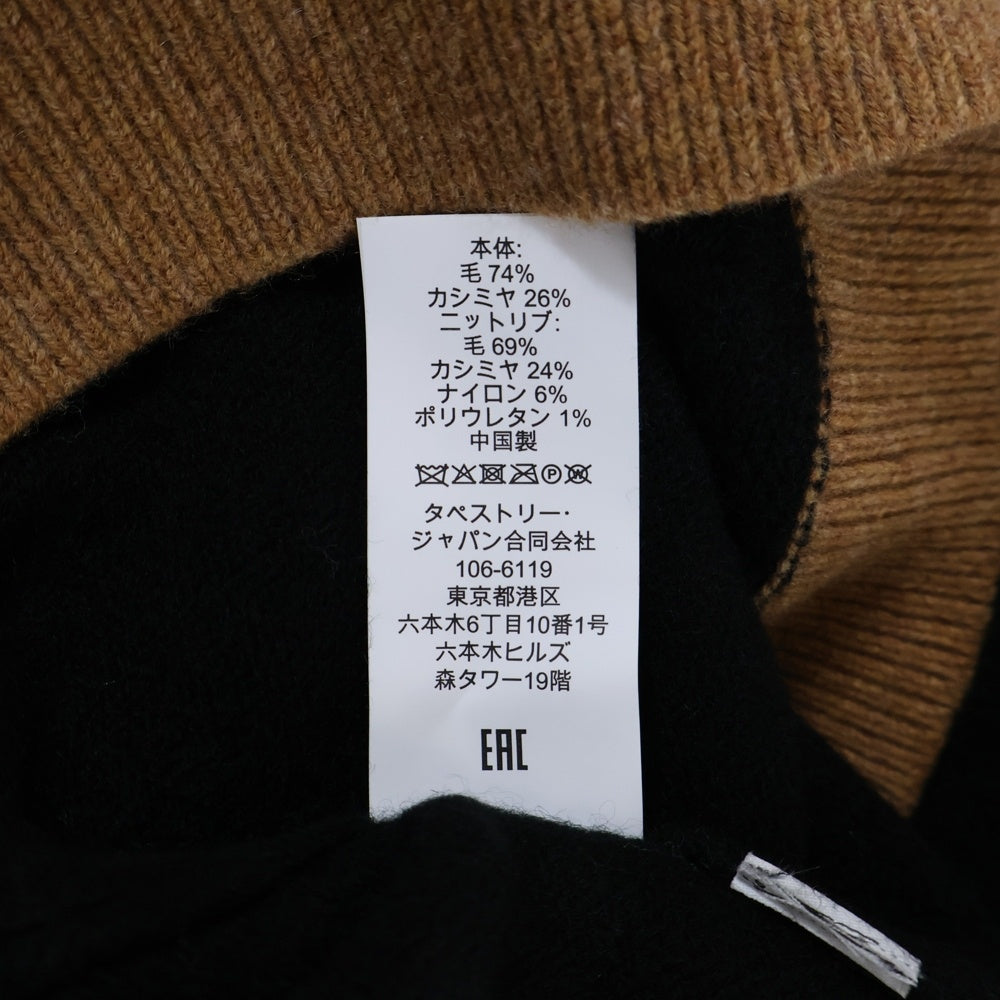 本体:
毛 74%
カシミヤ 26%
ニットリブ:
毛 69%
カシミヤ 24%
ナイロン 6%
ポリウレタン 1%
中国製
P W
タペストリー・
ジャパン合同会社
106-6119
東京都港区
六本木6丁目10番1号
六本木ヒルズ
森タワー19階
EAC